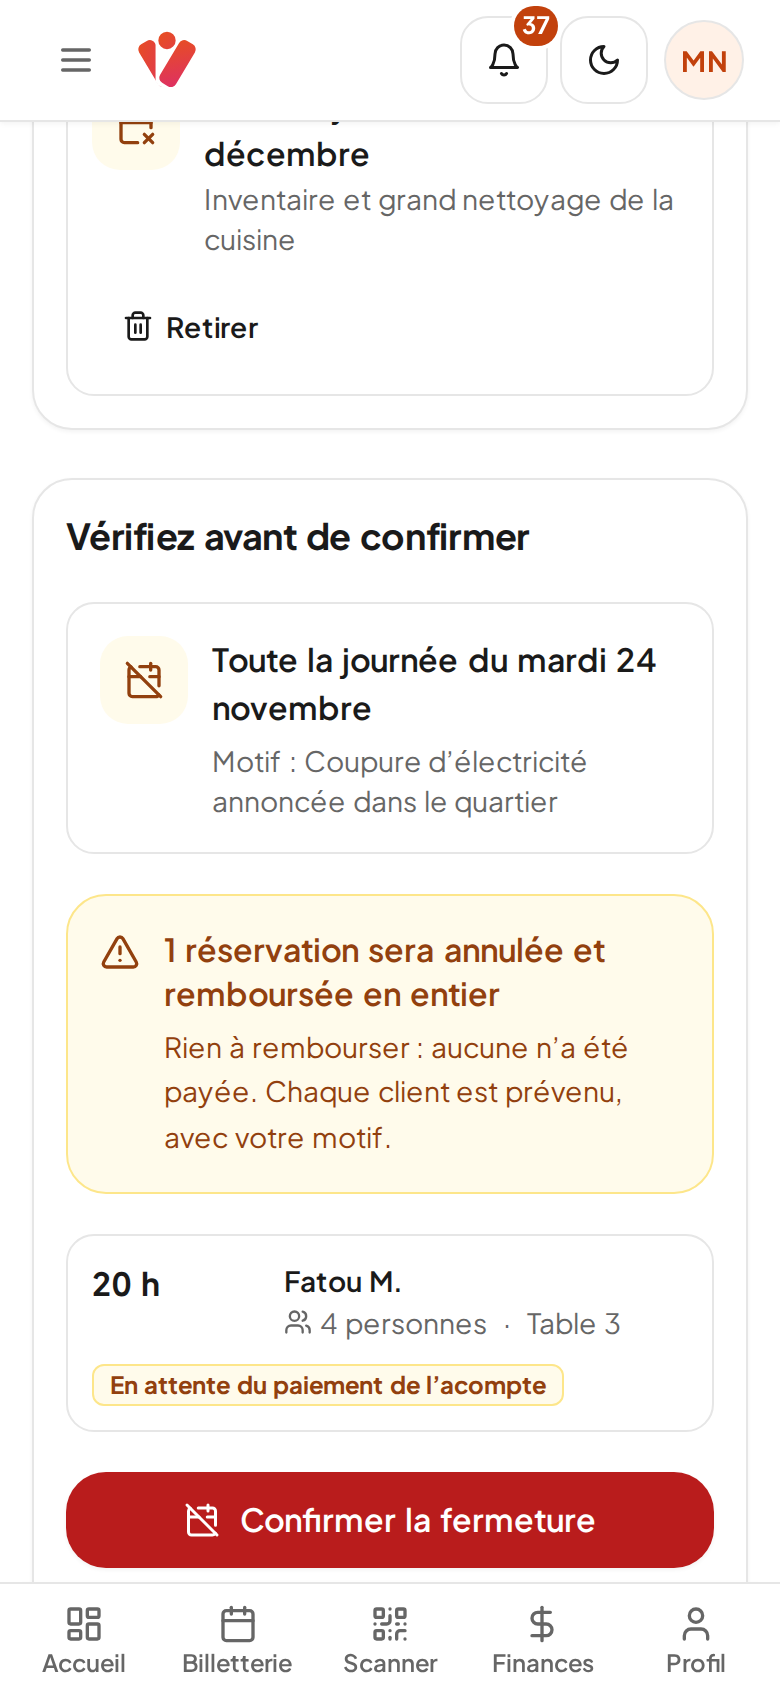 37
MN
décembre
Inventaire et grand nettoyage de la
cuisine
Retirer
Vérifiez avant de confirmer
Toute la journée du mardi 24
novembre
Motif : Coupure d’électricité
annoncée dans le quartier
1 réservation sera annulée et
remboursée en entier
Rien à rembourser : aucune n’a été
payée. Chaque client est prévenu,
avec votre motif.
20 h
Fatou M.
4 personnes · Table 3
En attente du paiement de l’acompte
Confirmer la fermeture
Accueil
Billetterie
Scanner
Finances
Profil